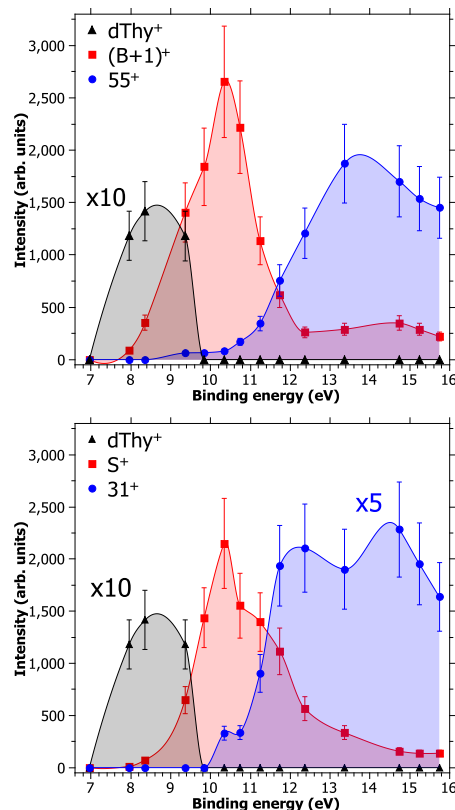 dThy+
(B+1)+
55+
x10
Intensity (arb. units)
3,000
2,500
2,000
1,500
1,000
500
0
7 8 9 10 11 12 13 14 15 16
Binding energy (eV)
dThy+
S+
31+
x5
x10
Intensity (arb. units)
3,000
2,500
2,000
1,500
1,000
500
0
7 8 9 10 11 12 13 14 15 16
Binding energy (eV)